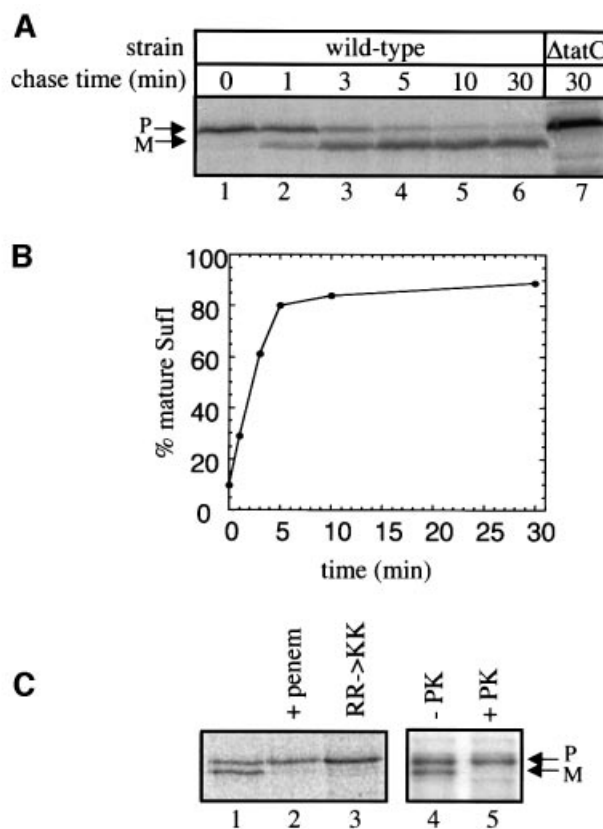 A
strain wild-type ΔtatC
chase time (min) 0 1 3 5 10 30 30
P
M
1 2 3 4 5 6 7
B
100
80
60
40
20
0
% mature SufI
0 5 10 15 20 25 30
time (min)
C
+ penem
RR->KK
- PK
+ PK
P
M
1 2 3 4 5